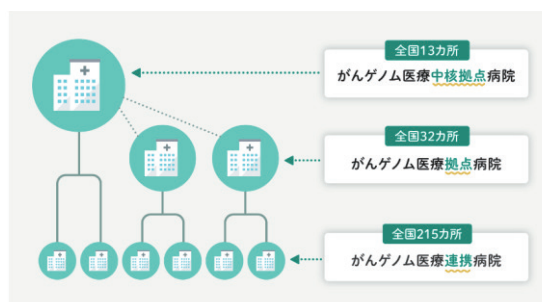 全国13カ所
がんゲノム医療中核拠点病院
全国32カ所
がんゲノム医療拠点病院
全国215カ所
がんゲノム医療連携病院